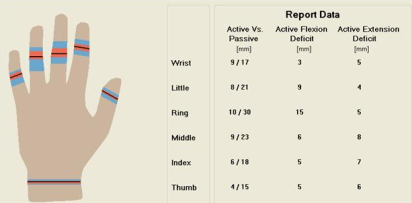 Report Data
Active Vs. Passive [mm] Active Flexion Deficit [mm] Active Extension Deficit [mm]
Wrist 9 / 17 3 5
Little 8 / 21 9 4
Ring 10 / 30 15 5
Middle 9 / 23 6 8
Index 6 / 18 5 7
Thumb 4 / 15 5 6